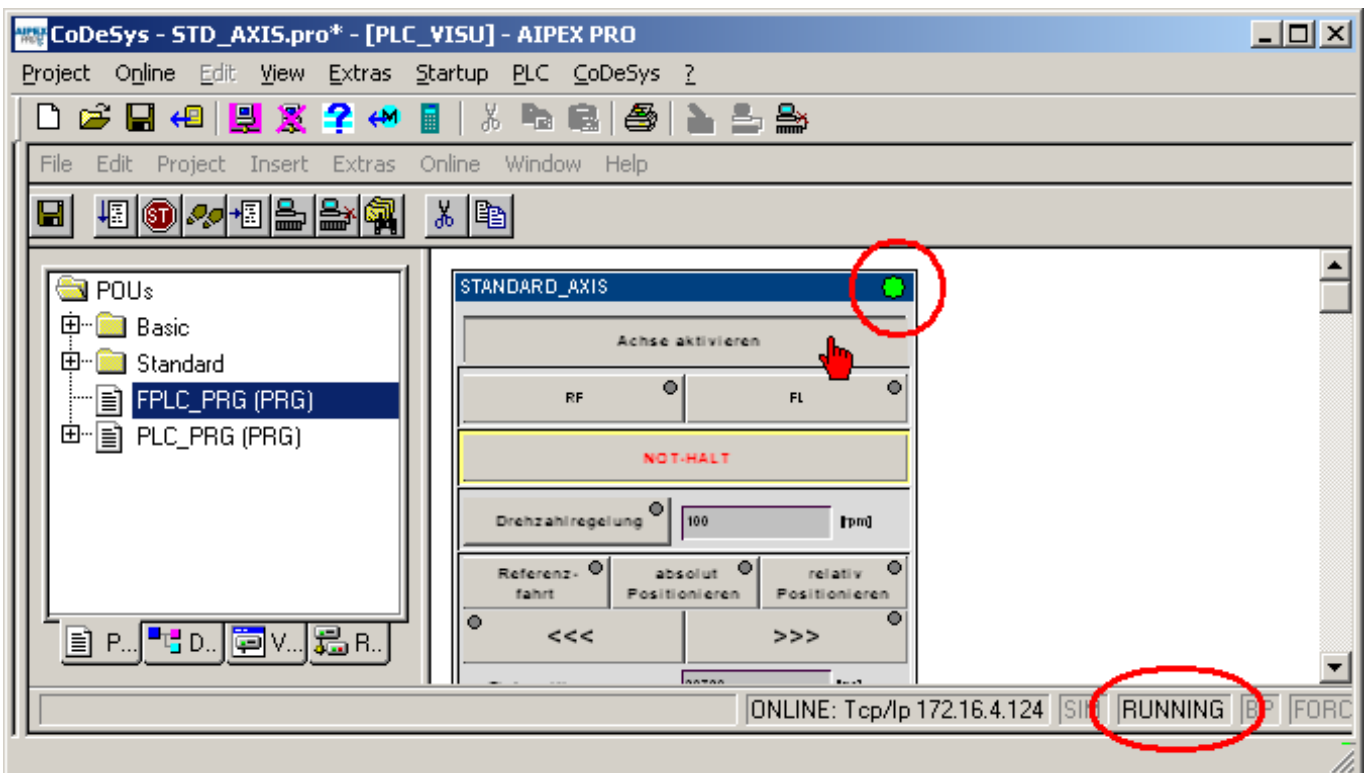 CoDeSys - STD_AXIS.pro* - [PLC_VISU] - AIPEX PRO
Project Online Edit View Extras Startup PLC CoDeSys ?
File Edit Project Insert Extras Online Window Help
POUs
Basic
Standard
FPLC_PRG (PRG)
PLC_PRG (PRG)
P... D.. V... R..
STANDARD_AXIS
Achse aktivieren
RF FL
NOT-HALT
Drehzahlregelung 100 [rpm]
Referenz- absolut relativ
fahrt Positionieren Positionieren
<<< >>>
ONLINE: Tcp/Ip 172.16.4.124 SIM RUNNING BP FORC